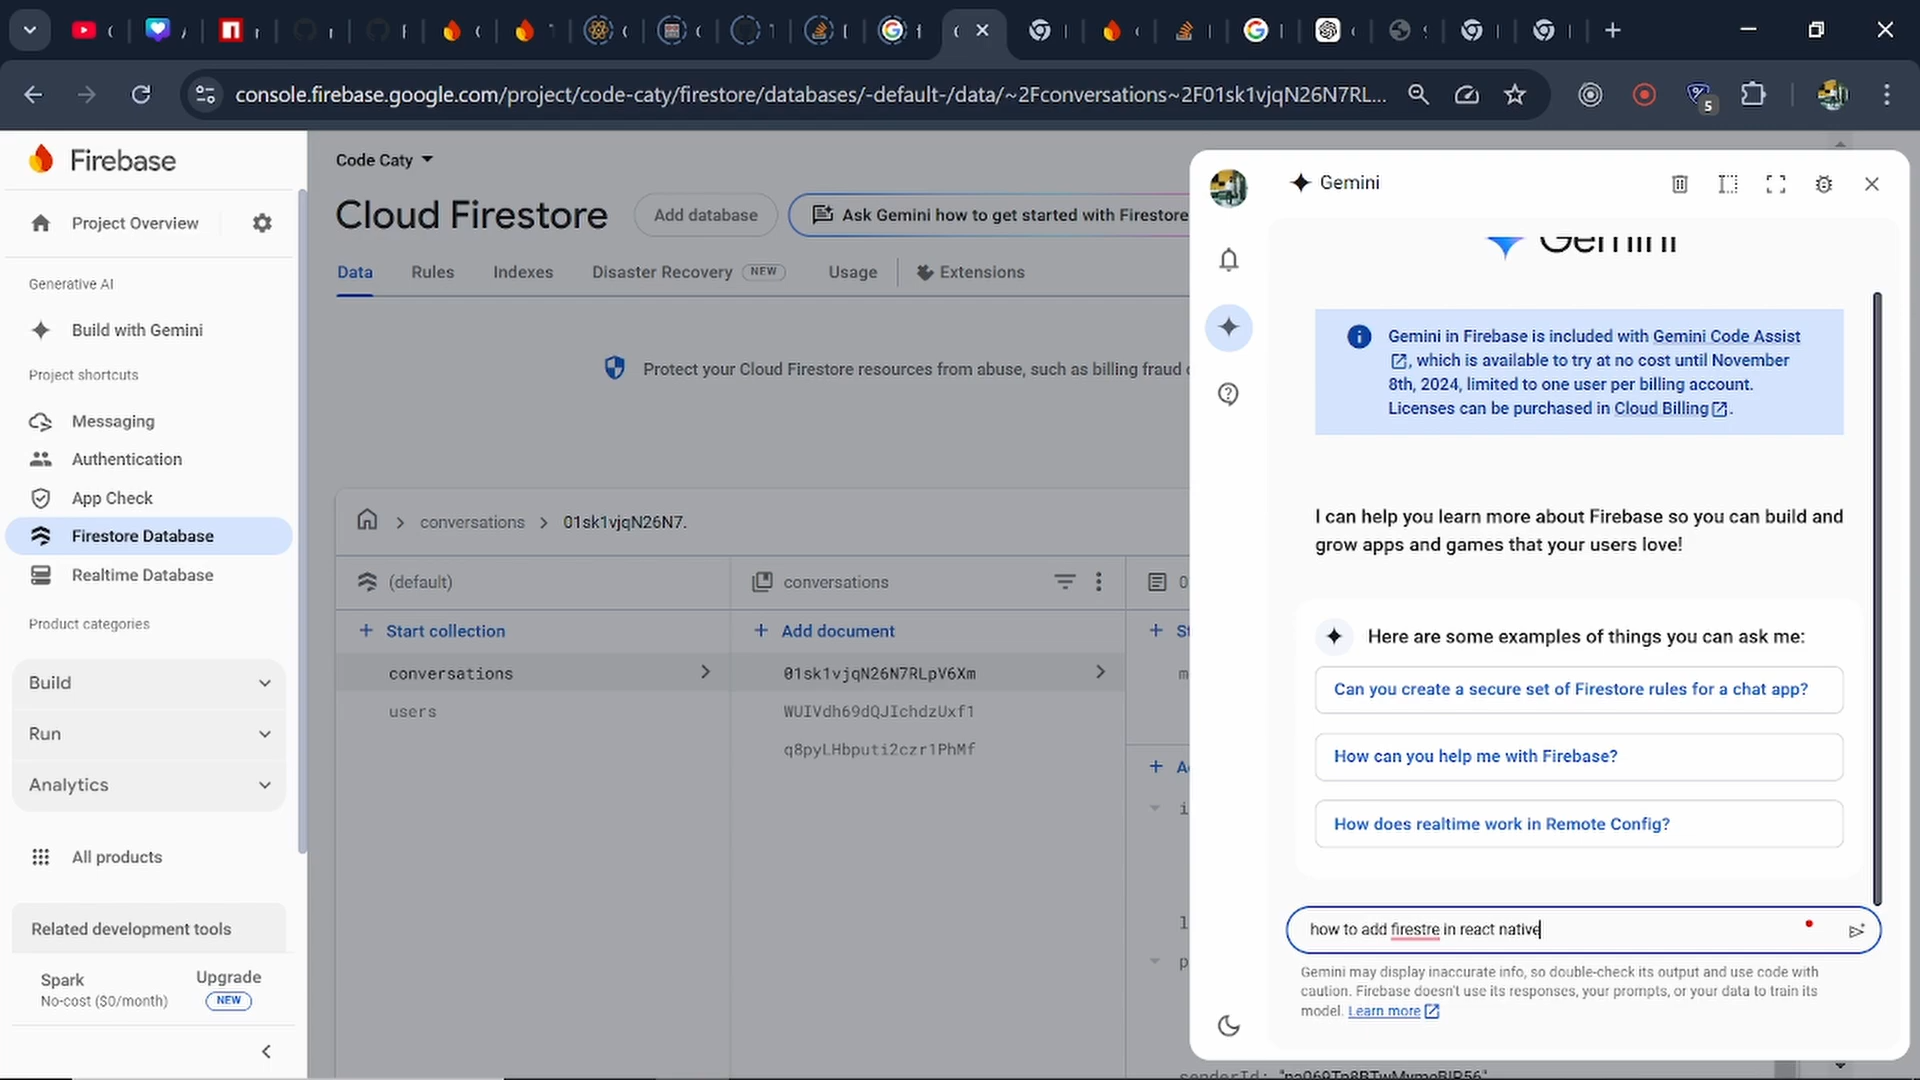 console.firebase.google.com/project/code-caty/firestore/databases/-default-/data/~2Fconversations~2F01sk1vjqN26N7RL...
5
Firebase
Project Overview
Generative AI
Build with Gemini
Project shortcuts
Messaging
Authentication
App Check
Firestore Database
Realtime Database
Product categories
Build
Run
Analytics
All products
Related development tools
Spark
No-cost ($0/month)
Upgrade
NEW
Code Caty
Cloud Firestore
Add database
Ask Gemini how to get started with Firestore
Data
Rules
Indexes
Disaster Recovery NEW
Usage
Extensions
Protect your Cloud Firestore resources from abuse, such as billing fraud
conversations
01sk1vjqN26N7.
(default)
conversations
Start collection
Add document
conversations
users
01sk1vjqN26N7RLpV6Xm
WUIVdh69dQJIchdzUxf1
q8pyLHbputi2czr1PhMf
Gemini
Gemini
Gemini in Firebase is included with Gemini Code Assist
, which is available to try at no cost until November
8th, 2024, limited to one user per billing account.
Licenses can be purchased in Cloud Billing.
I can help you learn more about Firebase so you can build and
grow apps and games that your users love!
Here are some examples of things you can ask me:
Can you create a secure set of Firestore rules for a chat app?
How can you help me with Firebase?
How does realtime work in Remote Config?
how to add firestre in react native
Gemini may display inaccurate info, so double-check its output and use code with
caution. Firebase doesn't use its responses, your prompts, or your data to train its
model. Learn more